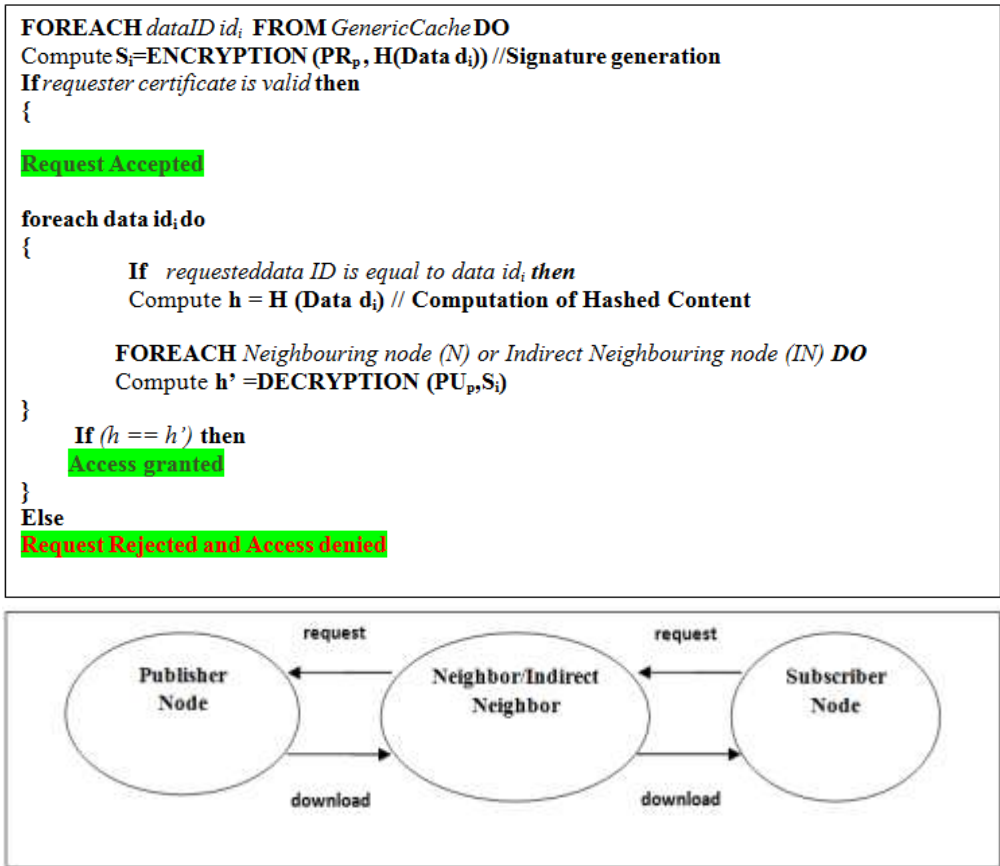 FOREACH dataID idi FROM GenericCache DO
Compute Si=ENCRYPTION (PRp, H(Data di)) //Signature generation
If requester certificate is valid then
{
Request Accepted
foreach data idi do
{
If requesteddata ID is equal to data idi then
Compute h = H (Data di) // Computation of Hashed Content
FOREACH Neighbouring node (N) or Indirect Neighbouring node (IN) DO
Compute h’ =DECRYPTION (PUp,Si)
}
If (h == h’) then
Access granted
}
Else
Request Rejected and Access denied
request
request
Publisher
Node
Neighbor/Indirect
Neighbor
Subscriber
Node
download
download